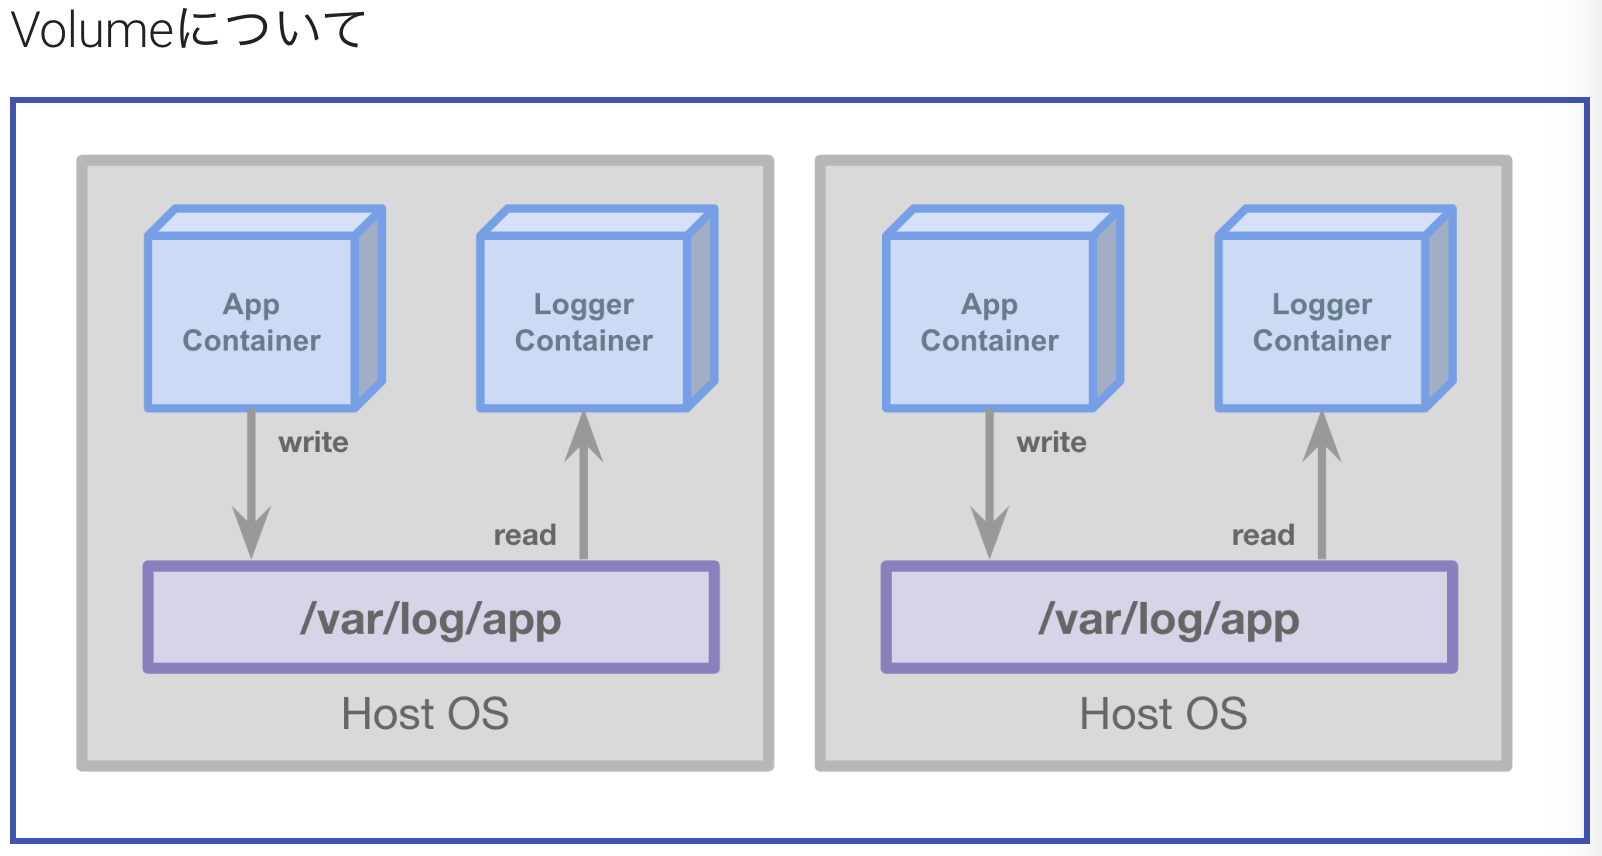 Volumeについて
App
Container
Logger
Container
write
read
/var/log/app
Host OS
App
Container
Logger
Container
write
read
/var/log/app
Host OS